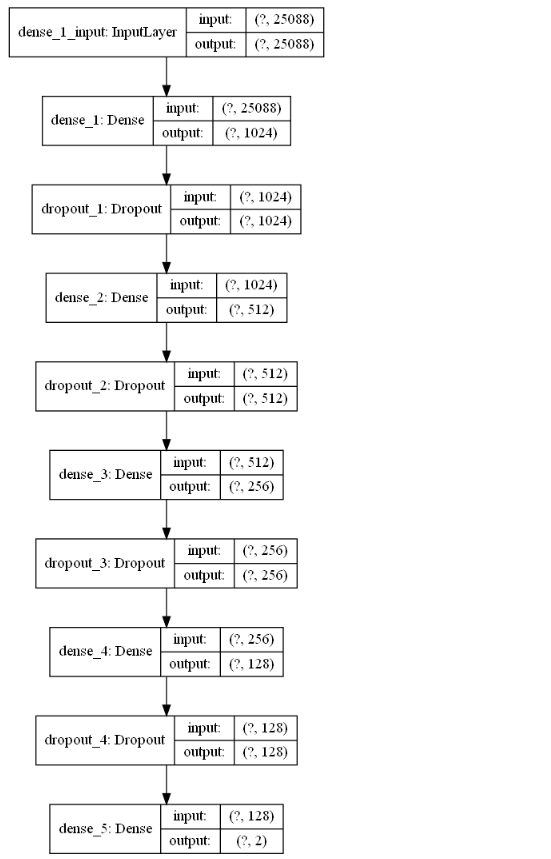 dense_1_input: InputLayer
input: (?, 25088)
output: (?, 25088)
dense_1: Dense
input: (?, 25088)
output: (?, 1024)
dropout_1: Dropout
input: (?, 1024)
output: (?, 1024)
dense_2: Dense
input: (?, 1024)
output: (?, 512)
dropout_2: Dropout
input: (?, 512)
output: (?, 512)
dense_3: Dense
input: (?, 512)
output: (?, 256)
dropout_3: Dropout
input: (?, 256)
output: (?, 256)
dense_4: Dense
input: (?, 256)
output: (?, 128)
dropout_4: Dropout
input: (?, 128)
output: (?, 128)
dense_5: Dense
input: (?, 128)
output: (?, 2)